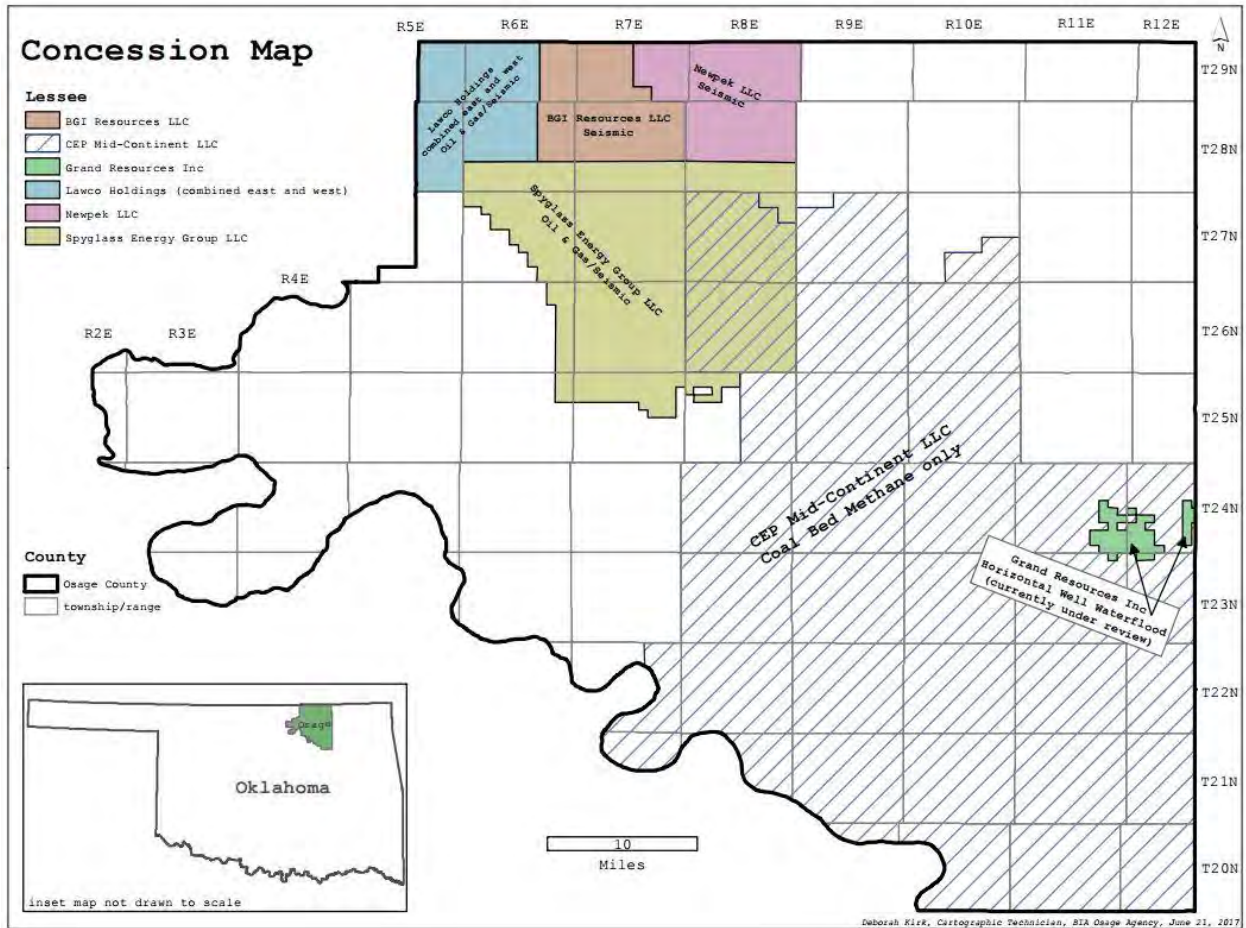 Concession Map
Lessee
BGI Resources LLC
CEP Mid-Continent LLC
Grand Resources Inc
Lawco Holdings (combined east and west)
Newpek LLC
Spyglass Energy Group LLC
R5E
R6E
R7E
R8E
R9E
R10E
R11E
R12E
N
T29N
T28N
T27N
T26N
T25N
T24N
T23N
T22N
T21N
T20N
R4E
R3E
R2E
Lawco Holdings
combined east and west
Oil & Gas/Seismic
BGI Resources LLC
Seismic
Newpek LLC
Seismic
Spyglass Energy Group LLC
Oil & Gas/Seismic
CEP Mid-Continent LLC
Coal Bed Methane only
Grand Resources Inc
Horizontal Well Waterflood
(currently under review)
County
Osage County
township/range
Osage
Oklahoma
inset map not drawn to scale
10
Miles
Deborah Kirk, Cartographic Technician, BIA Osage Agency, June 21, 2017